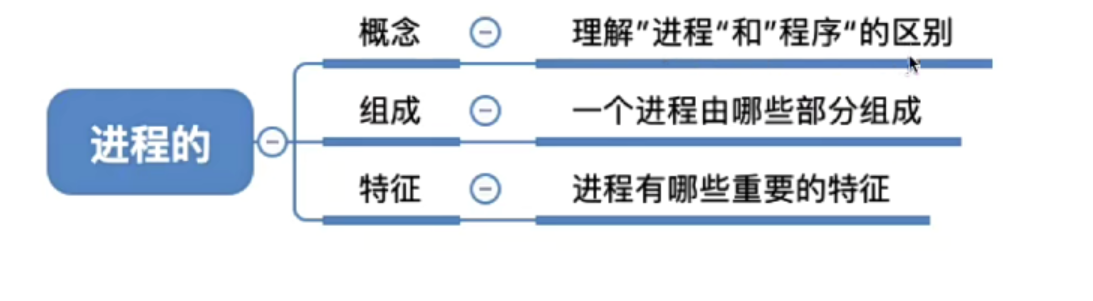 进程的
概念
理解”进程“和”程序“的区别
组成
一个进程由哪些部分组成
特征
进程有哪些重要的特征